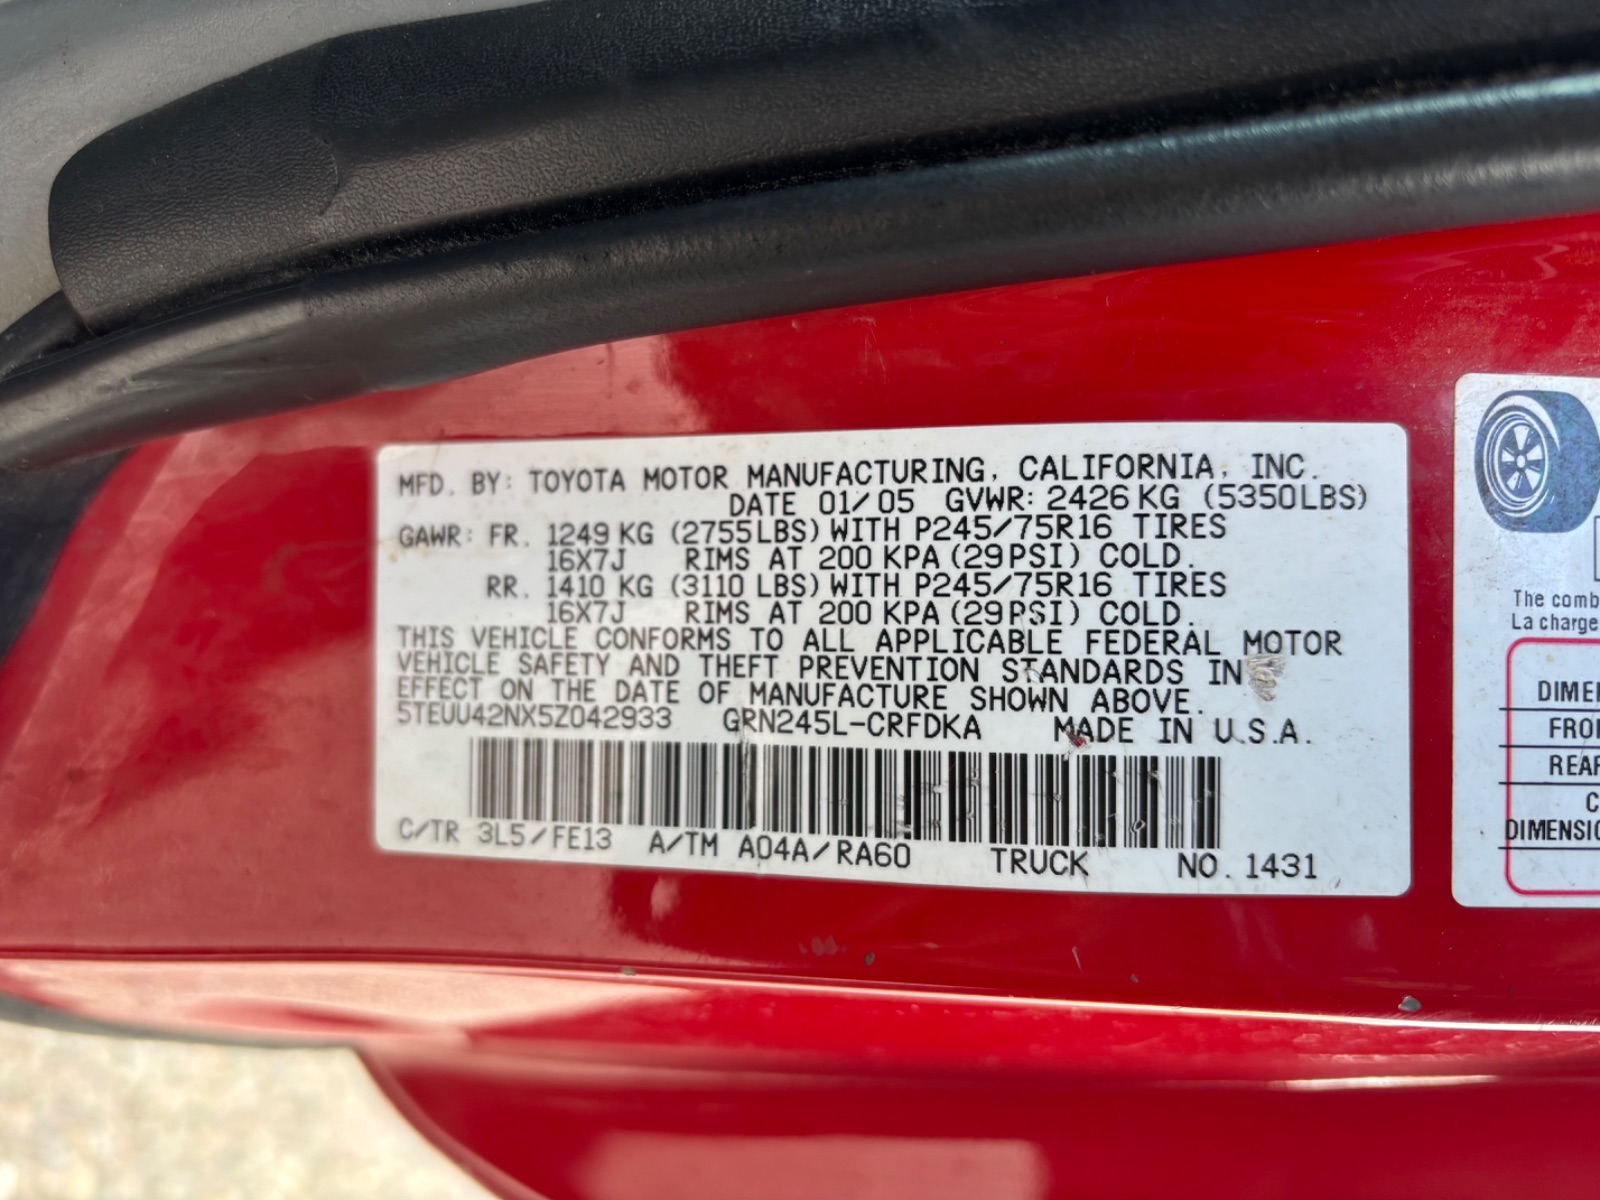 MFD. BY: TOYOTA MOTOR MANUFACTURING, CALIFORNIA, INC.
DATE 01/05 GVWR: 2426 KG (5350LBS)
GAWR: FR. 1249 KG (2755LBS) WITH P245/75R16 TIRES
16X7J RIMS AT 200 KPA (29PSI) COLD.
RR. 1410 KG (3110 LBS) WITH P245/75R16 TIRES
16X7J RIMS AT 200 KPA (29PSI) COLD.
THIS VEHICLE CONFORMS TO ALL APPLICABLE FEDERAL MOTOR
VEHICLE SAFETY AND THEFT PREVENTION STANDARDS IN
EFFECT ON THE DATE OF MANUFACTURE SHOWN ABOVE.
5TEUU42NX5Z042933 GRN245L-CRFDKA MADE IN U.S.A.
C/TR 3L5/FE13 A/TM A04A/RA60 TRUCK NO. 1431
The comb
La charge
DIME
FRO
REAR
C
DIMENSIO